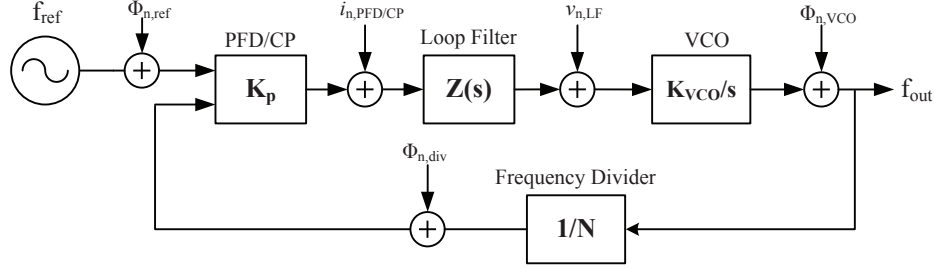 f_ref
Φ_n,ref
PFD/CP
K_p
i_n,PFD/CP
Loop Filter
Z(s)
v_n,LF
VCO
K_VCO/s
Φ_n,VCO
f_out
Φ_n,div
Frequency Divider
1/N